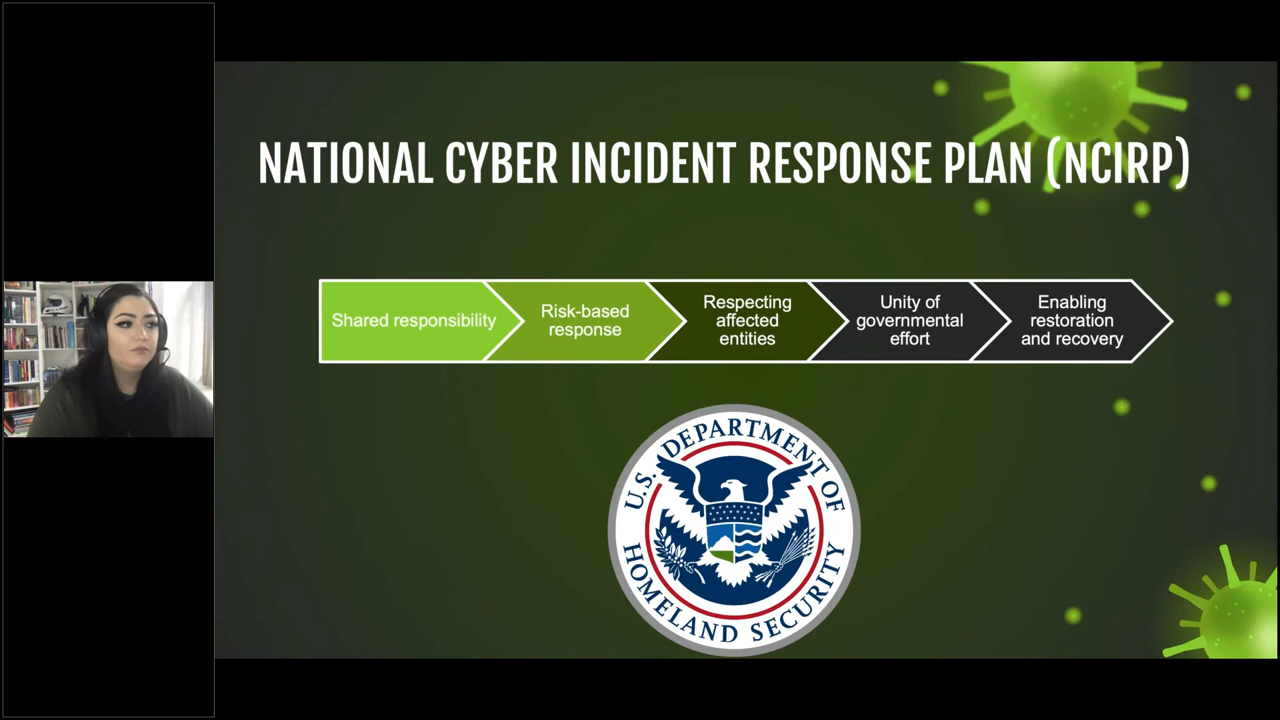 NATIONAL CYBER INCIDENT RESPONSE PLAN (NCIRP)
Shared responsibility
Risk-based
response
Respecting
affected
entities
Unity of
governmental
effort
Enabling
restoration
and recovery
U.S. DEPARTMENT OF
HOMELAND SECURITY